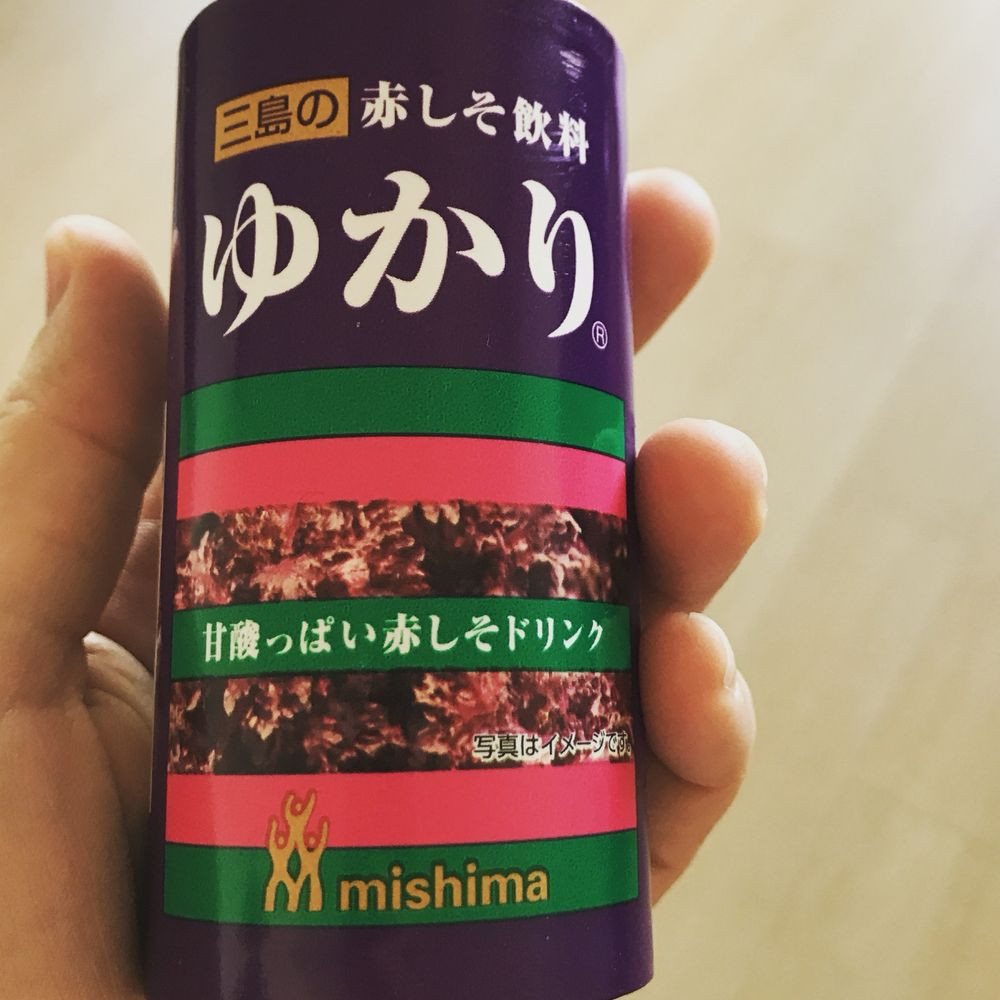 三島の 赤しそ飲料
ゆかり®
甘酸っぱい赤しそドリンク
写真はイメージです。
mishima